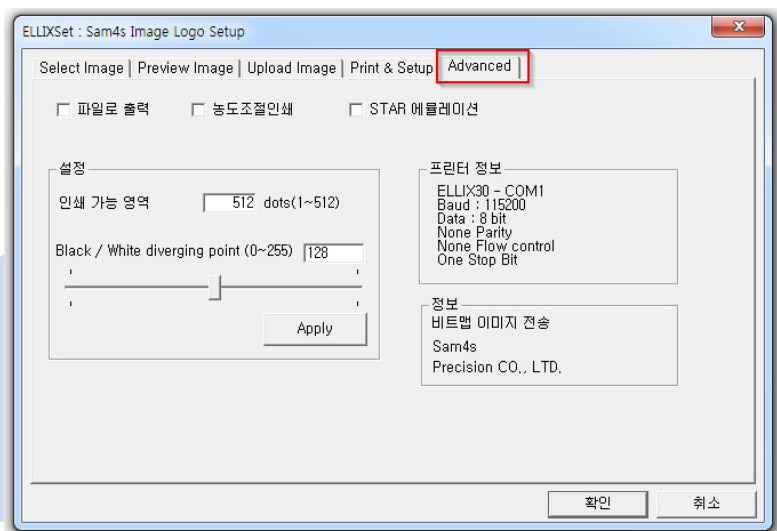 ELLIXSet : Sam4s Image Logo Setup
Select Image | Preview Image | Upload Image | Print & Setup Advanced |
파일로 출력 농도조절인쇄 STAR 에뮬레이션
설정
인쇄 가능 영역 512 dots(1~512)
Black / White diverging point (0~255) 128
Apply
프린터 정보
ELLIX30 - COM1
Baud : 115200
Data : 8 bit
None Parity
None Flow control
One Stop Bit
정보
비트맵 이미지 전송
Sam4s
Precision CO., LTD.
확인 취소